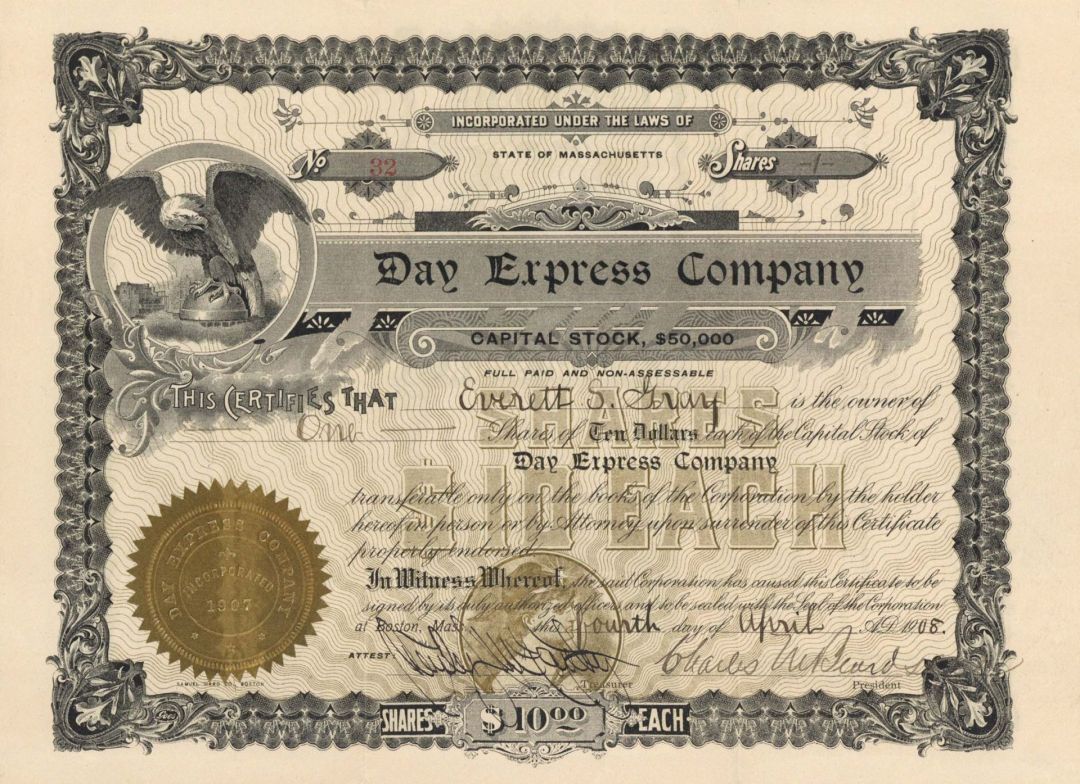 INCORPORATED UNDER THE LAWS OF
STATE OF MASSACHUSETTS
No 32
Shares -1-
Day Express Company
CAPITAL STOCK, $50,000
FULL PAID AND NON-ASSESSABLE
THIS CERTIFIES THAT Everett S. Gray is the owner of
One Shares of Ten Dollars each of the Capital Stock of
Day Express Company
SHARES
$10 EACH
transferable only on the books of the Corporation by the holder
hereof in person or by Attorney upon surrender of this Certificate
properly endorsed.
In Witness Whereof, the said Corporation has caused this Certificate to be
signed by its duly authorized officers and to be sealed with the Seal of the Corporation
at Boston, Mass. this fourth day of April A.D. 1908.
ATTEST:
Charles
Treasurer
President
DAY EXPRESS COMPANY
INCORPORATED
1907
SAMUEL WARD CO., BOSTON
SHARES $10.00 EACH
Goes